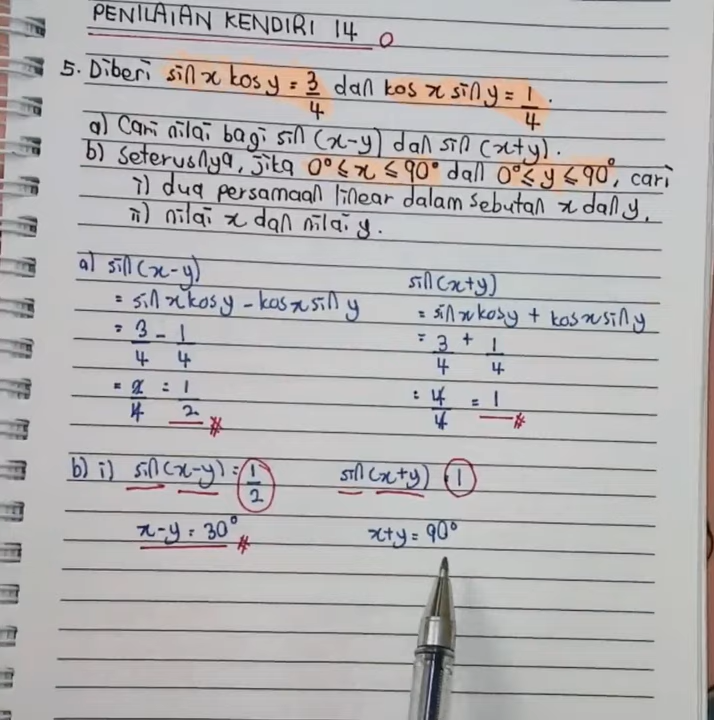 PENILAIAN KENDIRI 14
5. Diberi sin x kos y = 3/4 dan kos x sin y = 1/4.
a) Cari nilai bagi sin (x-y) dan sin (x+y).
b) Seterusnya, jika 0° ≤ x ≤ 90° dan 0° ≤ y ≤ 90°, cari
i) dua persamaan linear dalam sebutan x dan y.
ii) nilai x dan nilai y.
a) sin (x-y)
= sin x kos y - kos x sin y
= 3/4 - 1/4
= 2/4 = 1/2
sin (x+y)
= sin x kos y + kos x sin y
= 3/4 + 1/4
= 4/4 = 1
b) i) sin (x-y) = 1/2
x-y = 30°
sin (x+y) = 1
x+y = 90°